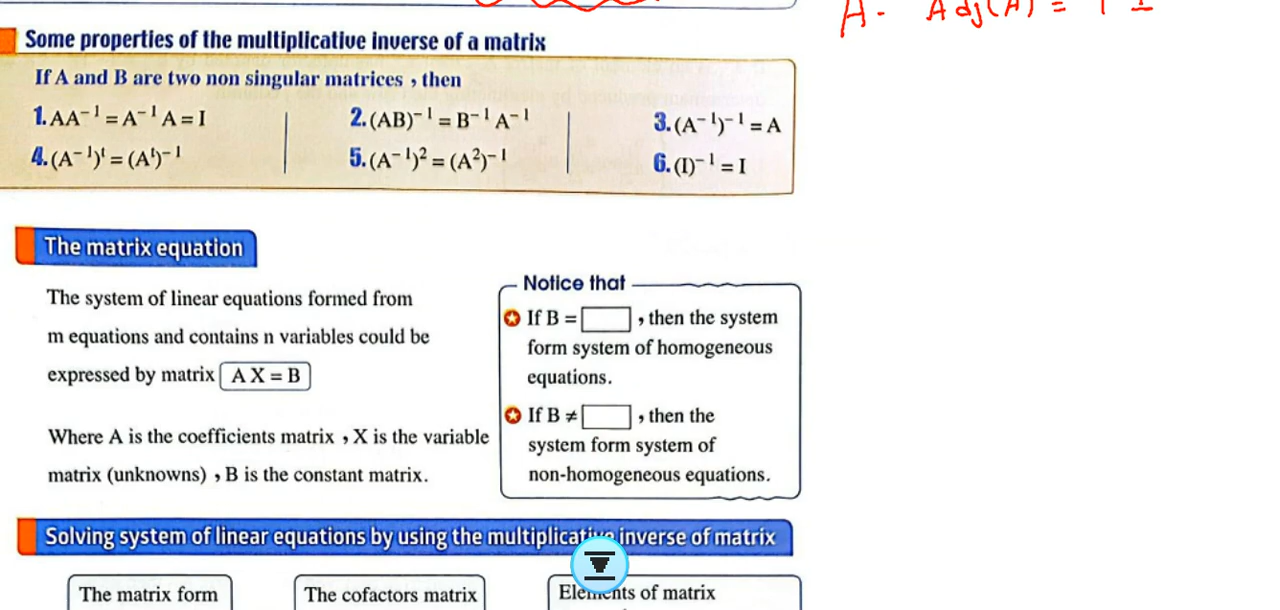 A. Adj(A) =
Some properties of the multiplicative inverse of a matrix
If A and B are two non singular matrices , then
1. AA⁻¹ = A⁻¹ A = I
2. (AB)⁻¹ = B⁻¹ A⁻¹
3. (A⁻¹)⁻¹ = A
4. (A⁻¹)ᵗ = (Aᵗ)⁻¹
5. (A⁻¹)² = (A²)⁻¹
6. (I)⁻¹ = I
The matrix equation
The system of linear equations formed from
m equations and contains n variables could be
expressed by matrix A X = B
Where A is the coefficients matrix , X is the variable
matrix (unknowns) , B is the constant matrix.
Notice that
If B = □ , then the system
form system of homogeneous
equations.
If B ≠ □ , then the
system form system of
non-homogeneous equations.
Solving system of linear equations by using the multiplicative inverse of matrix
The matrix form
The cofactors matrix
Elements of matrix